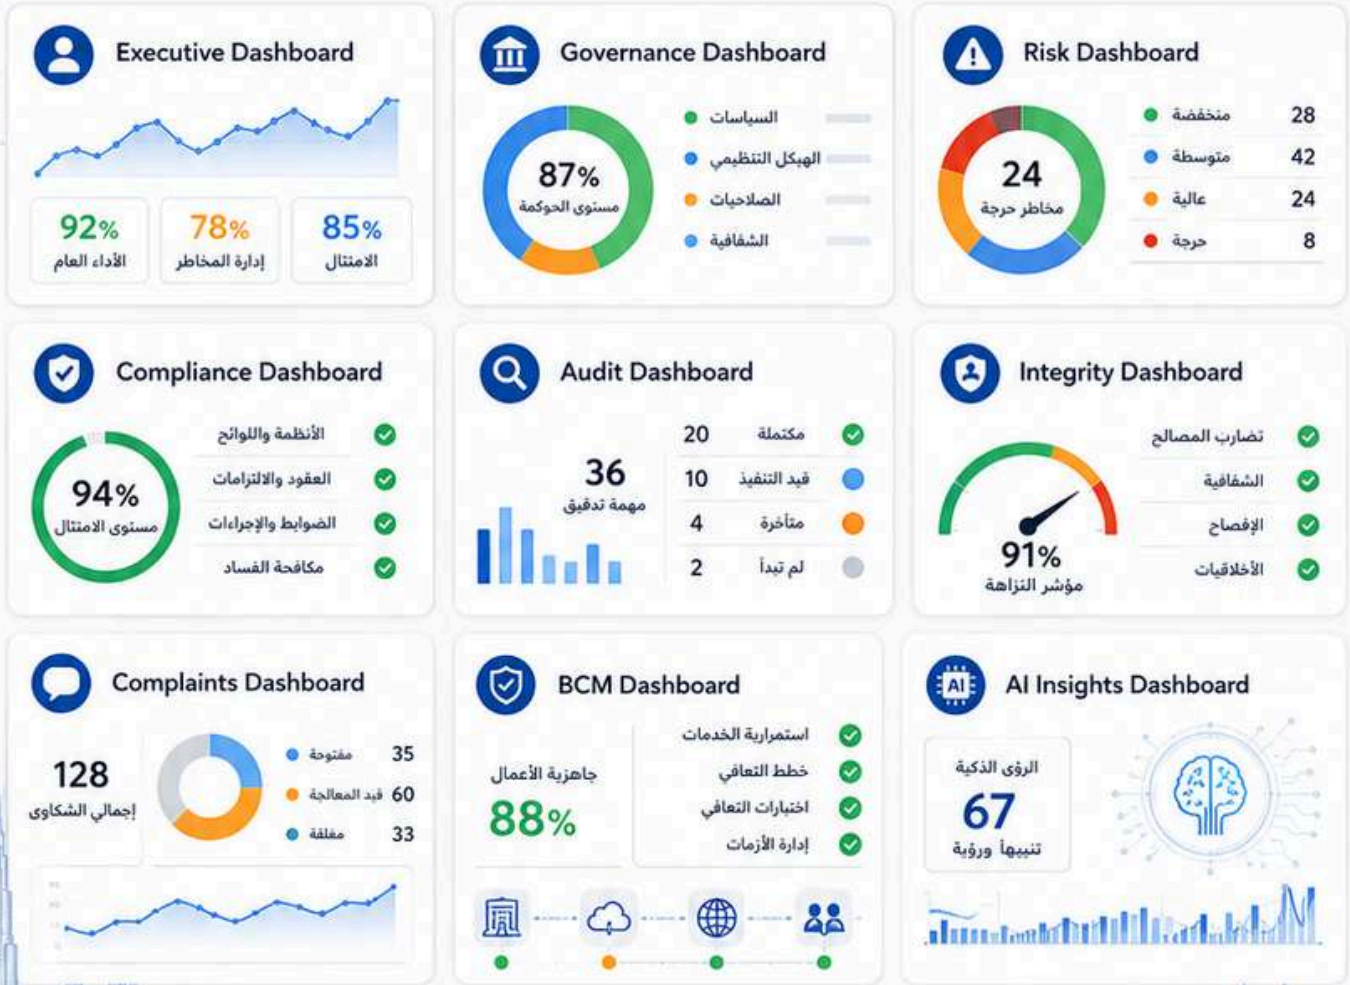 Executive Dashboard
92%
الأداء العام
78%
إدارة المخاطر
85%
الامتثال
Governance Dashboard
87%
مستوى الحوكمة
السياسات
الهيكل التنظيمي
الصلاحيات
الشفافية
Risk Dashboard
24
مخاطر حرجة
منخفضة 28
متوسطة 42
عالية 24
حرجة 8
Compliance Dashboard
94%
مستوى الامتثال
الأنظمة واللوائح
العقود والالتزامات
الضوابط والإجراءات
مكافحة الفساد
Audit Dashboard
36
مهمة تدقيق
مكتملة 20
قيد التنفيذ 10
متأخرة 4
لم تبدأ 2
Integrity Dashboard
91%
مؤشر النزاهة
تضارب المصالح
الشفافية
الإفصاح
الأخلاقيات
Complaints Dashboard
128
إجمالي الشكاوى
مفتوحة 35
قيد المعالجة 60
مغلقة 33
BCM Dashboard
جاهزية الأعمال
88%
استمرارية الخدمات
خطط التعافي
اختبارات التعافي
إدارة الأزمات
AI Insights Dashboard
AI
الرؤى الذكية
67
تنبيهاً ورؤية